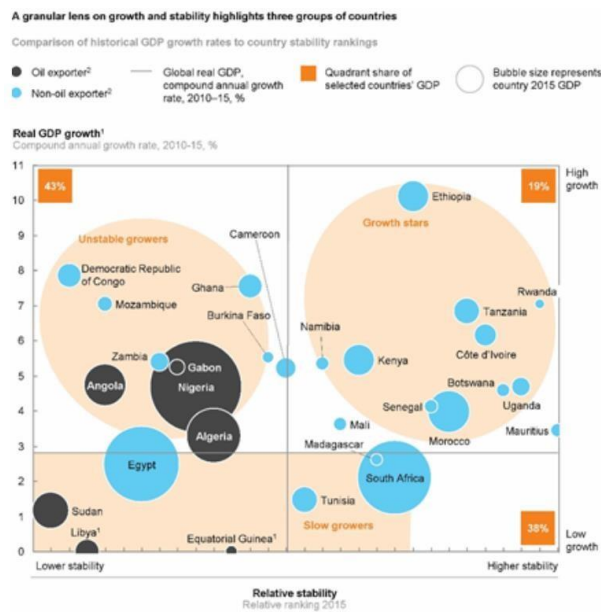 A granular lens on growth and stability highlights three groups of countries
Comparison of historical GDP growth rates to country stability rankings
Oil exporter²
Non-oil exporter²
Global real GDP,
compound annual growth
rate, 2010–15, %
Quadrant share of
selected countries' GDP
Bubble size represents
country 2015 GDP
Real GDP growth¹
Compound annual growth rate, 2010-15, %
11
10
9
8
7
6
5
4
3
2
1
0
43%
19%
38%
High
growth
Low
growth
Unstable growers
Growth stars
Slow growers
Cameroon
Ethiopia
Democratic Republic
of Congo
Mozambique
Ghana
Burkina Faso
Namibia
Rwanda
Tanzania
Côte d'Ivoire
Zambia
Gabon
Nigeria
Angola
Kenya
Botswana
Senegal
Uganda
Algeria
Mali
Morocco
Mauritius
Madagascar
Egypt
South Africa
Sudan
Tunisia
Libya¹
Equatorial Guinea¹
Lower stability
Higher stability
Relative stability
Relative ranking 2015